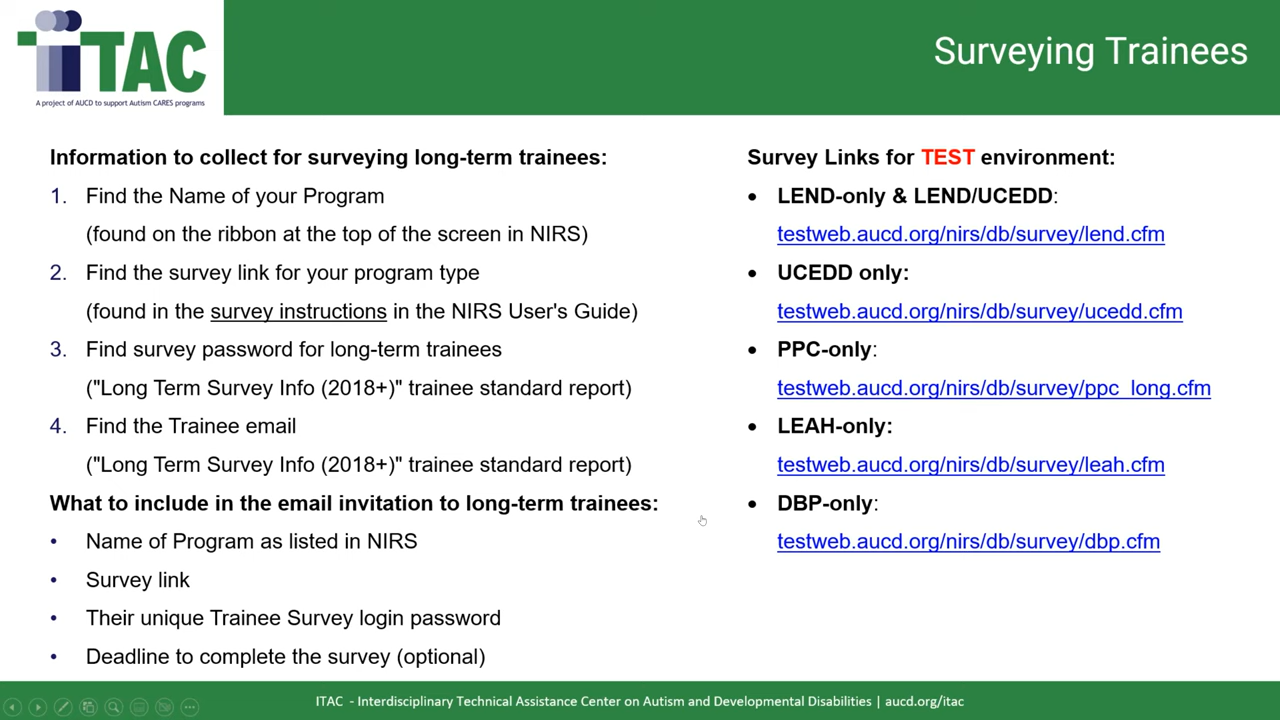 iTAC
A project of AUCD to support Autism CARES programs
Surveying Trainees
Information to collect for surveying long-term trainees:
1. Find the Name of your Program
(found on the ribbon at the top of the screen in NIRS)
2. Find the survey link for your program type
(found in the survey instructions in the NIRS User's Guide)
3. Find survey password for long-term trainees
("Long Term Survey Info (2018+)" trainee standard report)
4. Find the Trainee email
("Long Term Survey Info (2018+)" trainee standard report)
What to include in the email invitation to long-term trainees:
• Name of Program as listed in NIRS
• Survey link
• Their unique Trainee Survey login password
• Deadline to complete the survey (optional)
Survey Links for TEST environment:
• LEND-only & LEND/UCEDD:
testweb.aucd.org/nirs/db/survey/lend.cfm
• UCEDD only:
testweb.aucd.org/nirs/db/survey/ucedd.cfm
• PPC-only:
testweb.aucd.org/nirs/db/survey/ppc_long.cfm
• LEAH-only:
testweb.aucd.org/nirs/db/survey/leah.cfm
• DBP-only:
testweb.aucd.org/nirs/db/survey/dbp.cfm
ITAC - Interdisciplinary Technical Assistance Center on Autism and Developmental Disabilities | aucd.org/itac